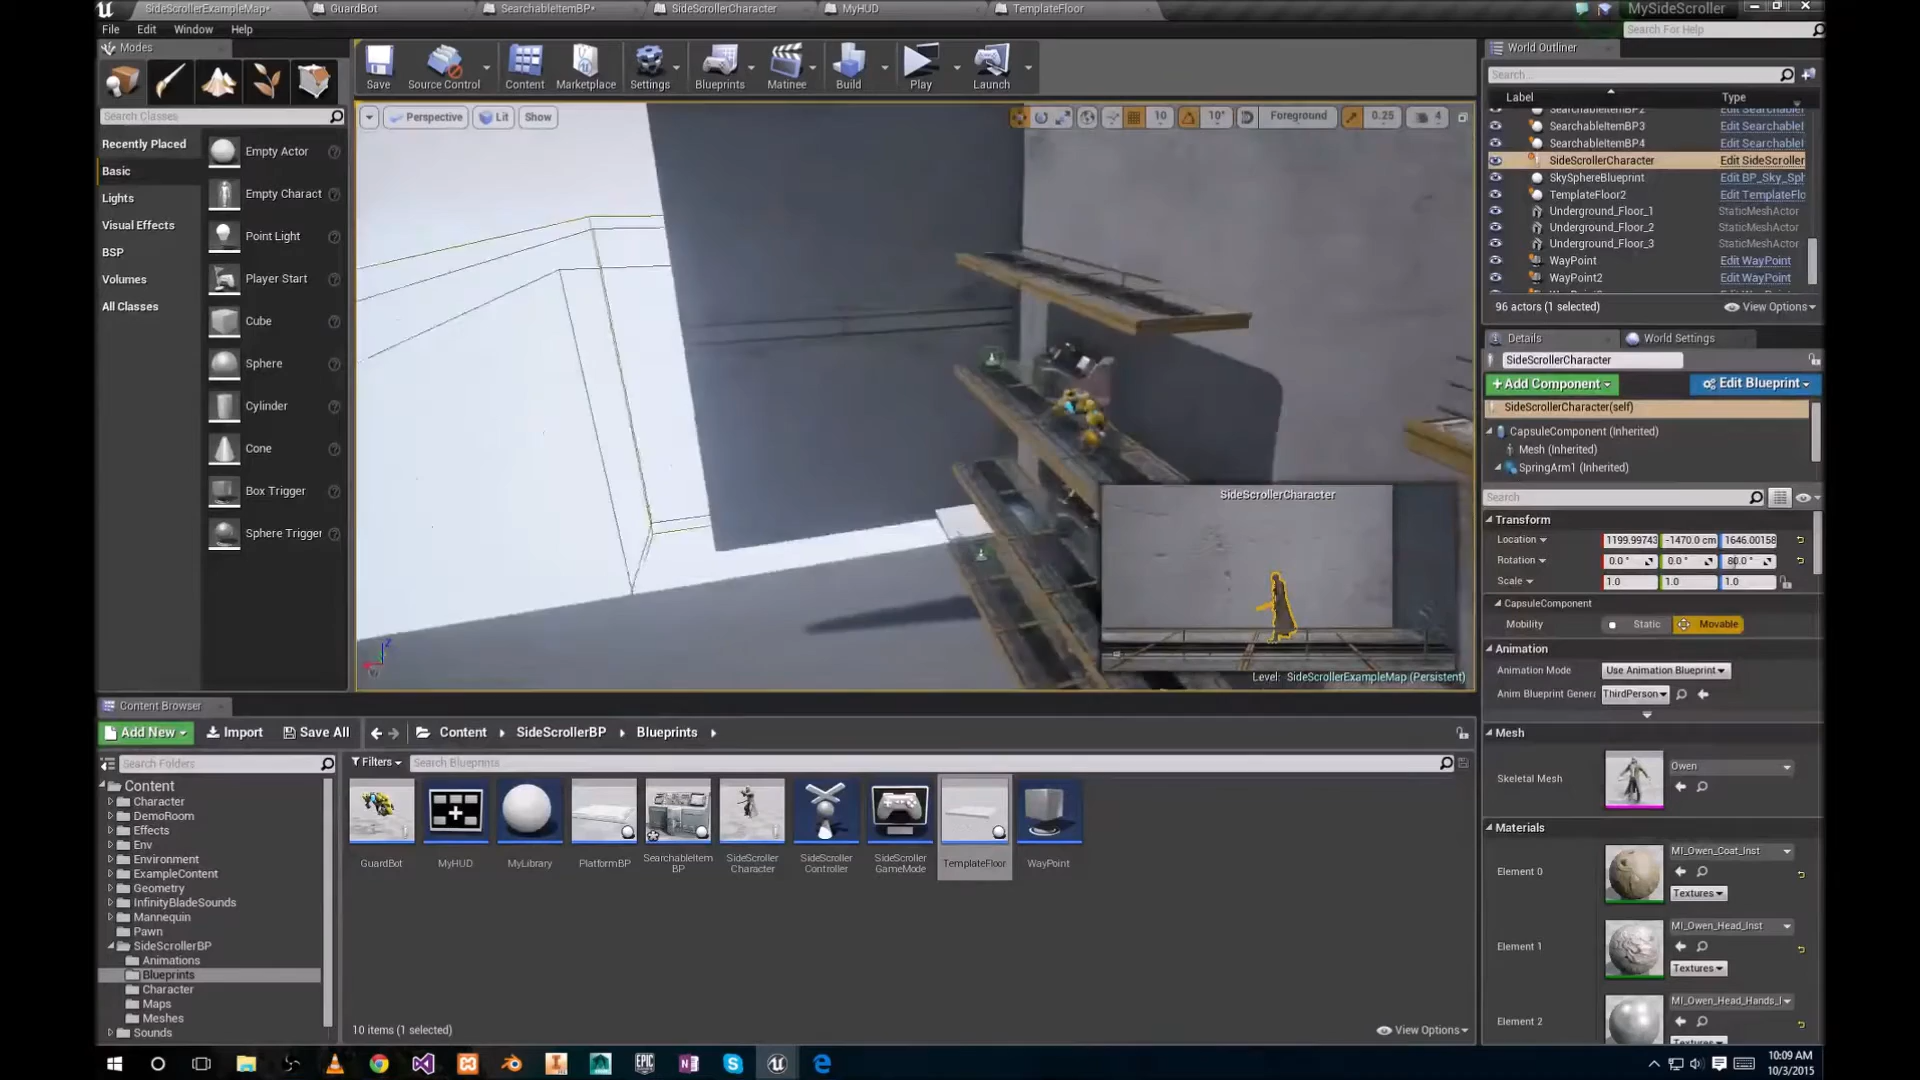 SideScrollerExampleMap*
GuardBot
SearchableItemBP*
SideScrollerCharacter
MyHUD
TemplateFloor
MySideScroller
File Edit Window Help
Search For Help
Modes
Save
Source Control
Content
Marketplace
Settings
Blueprints
Matinee
Build
Play
Launch
Search Classes
Recently Placed
Basic
Lights
Visual Effects
BSP
Volumes
All Classes
Empty Actor
Empty Charact
Point Light
Player Start
Cube
Sphere
Cylinder
Cone
Box Trigger
Sphere Trigger
Perspective Lit Show
10 10° Foreground 0.25 4
SideScrollerCharacter
Level: SideScrollerExampleMap (Persistent)
World Outliner
Search...
Label Type
SearchableItemBP2 Edit SearchableI
SearchableItemBP3 Edit SearchableI
SearchableItemBP4 Edit SearchableI
SideScrollerCharacter Edit SideScroller
SkySphereBlueprint Edit BP_Sky_Sph
TemplateFloor2 Edit TemplateFlo
Underground_Floor_1 StaticMeshActor
Underground_Floor_2 StaticMeshActor
Underground_Floor_3 StaticMeshActor
WayPoint Edit WayPoint
WayPoint2 Edit WayPoint
96 actors (1 selected) View Options
Details World Settings
SideScrollerCharacter
+Add Component Edit Blueprint
SideScrollerCharacter(self)
CapsuleComponent (Inherited)
Mesh (Inherited)
SpringArm1 (Inherited)
Search
Transform
Location 1199.99743 -1470.0 cm 1646.00158
Rotation 0.0 ° 0.0 ° 80.0 °
Scale 1.0 1.0 1.0
CapsuleComponent
Mobility Static Movable
Animation
Animation Mode Use Animation Blueprint
Anim Blueprint Genera ThirdPerson
Mesh
Skeletal Mesh Owen
Materials
Element 0 MI_Owen_Coat_Inst
Textures
Element 1 MI_Owen_Head_Inst
Textures
Element 2 MI_Owen_Head_Hands_I
Content Browser
Add New Import Save All Content SideScrollerBP Blueprints
Search Folders
Filters Search Blueprints
Content
Character
DemoRoom
Effects
Env
Environment
ExampleContent
Geometry
InfinityBladeSounds
Mannequin
Pawn
SideScrollerBP
Animations
Blueprints
Character
Maps
Meshes
Sounds
GuardBot
MyHUD
MyLibrary
PlatformBP
SearchableItem
BP
SideScroller
Character
SideScroller
Controller
SideScroller
GameMode
TemplateFloor
WayPoint
10 items (1 selected) View Options
EPIC
10:09 AM
10/3/2015